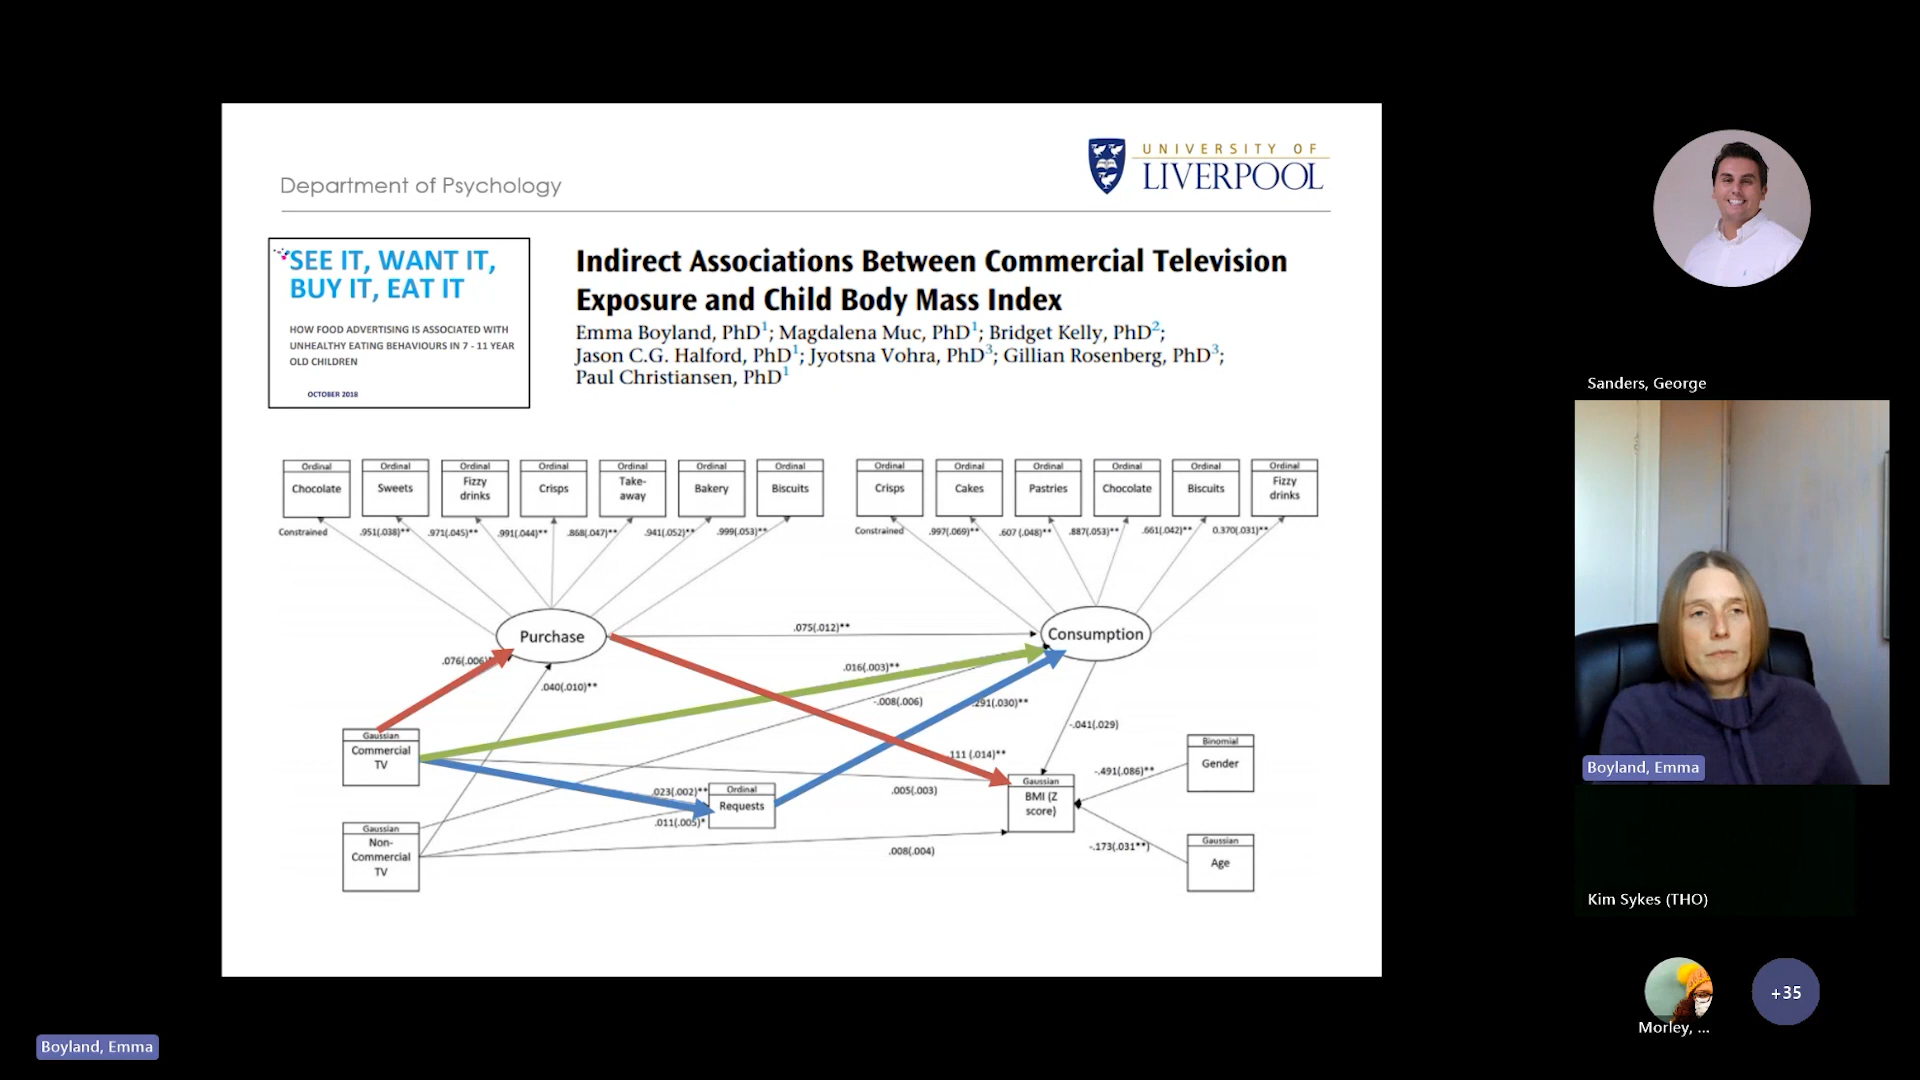 Department of Psychology
UNIVERSITY OF
LIVERPOOL
SEE IT, WANT IT,
BUY IT, EAT IT
HOW FOOD ADVERTISING IS ASSOCIATED WITH
UNHEALTHY EATING BEHAVIOURS IN 7 - 11 YEAR
OLD CHILDREN
OCTOBER 2018
Indirect Associations Between Commercial Television
Exposure and Child Body Mass Index
Emma Boyland, PhD1; Magdalena Muc, PhD1; Bridget Kelly, PhD2;
Jason C.G. Halford, PhD1; Jyotsna Vohra, PhD3; Gillian Rosenberg, PhD3;
Paul Christiansen, PhD1
Ordinal
Chocolate
Ordinal
Sweets
Ordinal
Fizzy
drinks
Ordinal
Crisps
Ordinal
Take-
away
Ordinal
Bakery
Ordinal
Biscuits
Ordinal
Crisps
Ordinal
Cakes
Ordinal
Pastries
Ordinal
Chocolate
Ordinal
Biscuits
Ordinal
Fizzy
drinks
Constrained
.951(.038)**
.971(.045)**
.991(.044)**
.868(.047)**
.941(.052)**
.999(.053)**
Constrained
.997(.069)**
.607 (.048)**
.887(.053)**
.661(.042)**
0.370(.031)**
Purchase
.075(.012)**
Consumption
.076(.006)
.016(.003)**
.040(.010)**
-.008(.006)
.291(.030)**
-.041(.029)
Gaussian
Commercial
TV
.111 (.014)**
Binomial
Gender
-.491(.086)**
.023(.002)**
Ordinal
Requests
.005(.003)
Gaussian
BMI (Z
score)
.011(.005)*
Gaussian
Non-
Commercial
TV
.008(.004)
-.173(.031**)
Gaussian
Age
Sanders, George
Boyland, Emma
Kim Sykes (THO)
Morley, ...
+35
Boyland, Emma